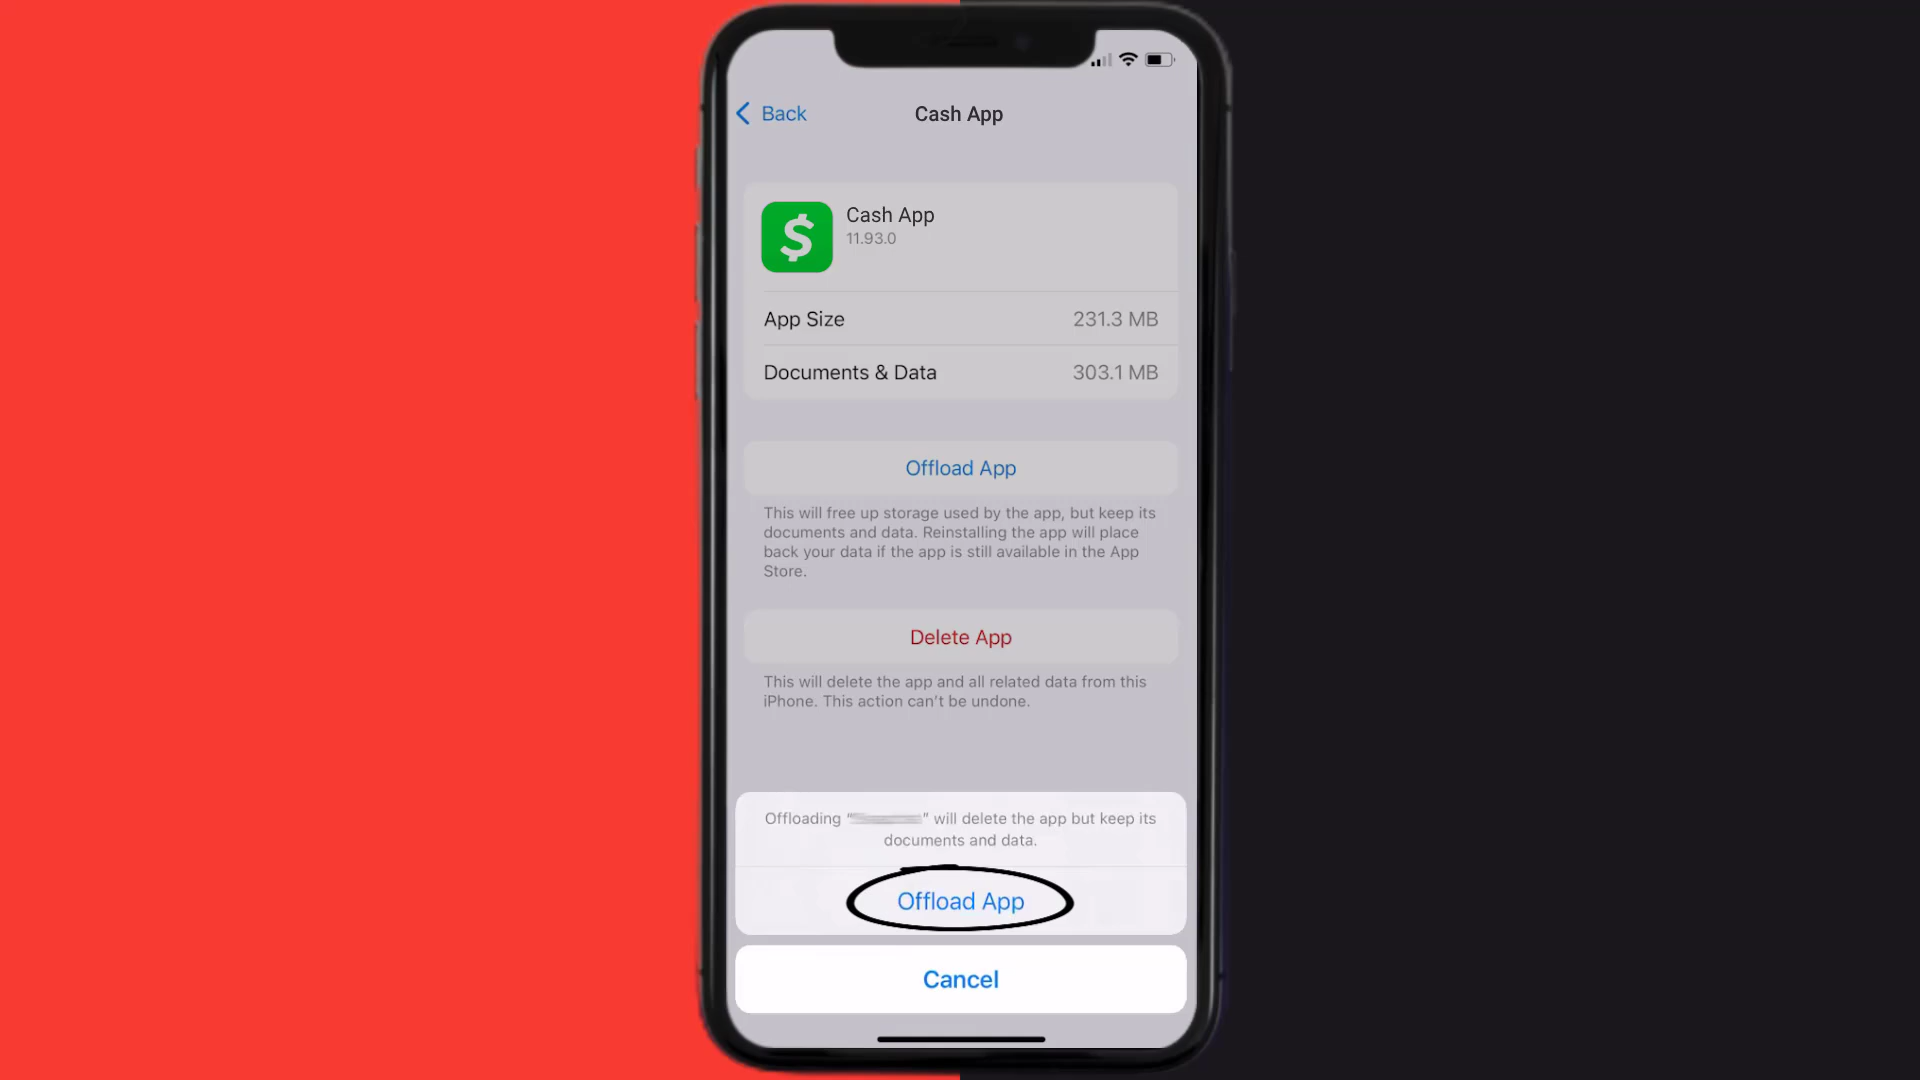 Back
Cash App
$
Cash App
11.93.0
App Size 231.3 MB
Documents & Data 303.1 MB
Offload App
This will free up storage used by the app, but keep its
documents and data. Reinstalling the app will place
back your data if the app is still available in the App
Store.
Delete App
This will delete the app and all related data from this
iPhone. This action can't be undone.
Offloading “ ” will delete the app but keep its
documents and data.
Offload App
Cancel